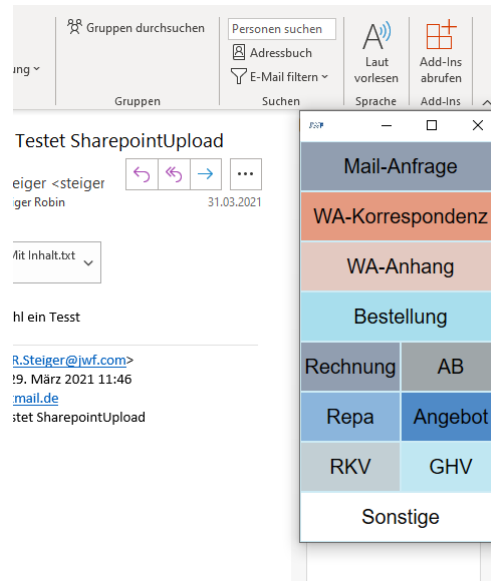 Gruppen durchsuchen
Personen suchen
Adressbuch
E-Mail filtern
ung
Laut
vorlesen
Add-Ins
abrufen
Gruppen
Suchen
Sprache
Add-Ins
Testet SharepointUpload
eiger <steiger
iger Robin
31.03.2021
Mit Inhalt.txt
hl ein Tesst
R.Steiger@jwf.com>
29. März 2021 11:46
mail.de
stet SharepointUpload
JWF
Mail-Anfrage
WA-Korrespondenz
WA-Anhang
Bestellung
Rechnung AB
Repa Angebot
RKV GHV
Sonstige